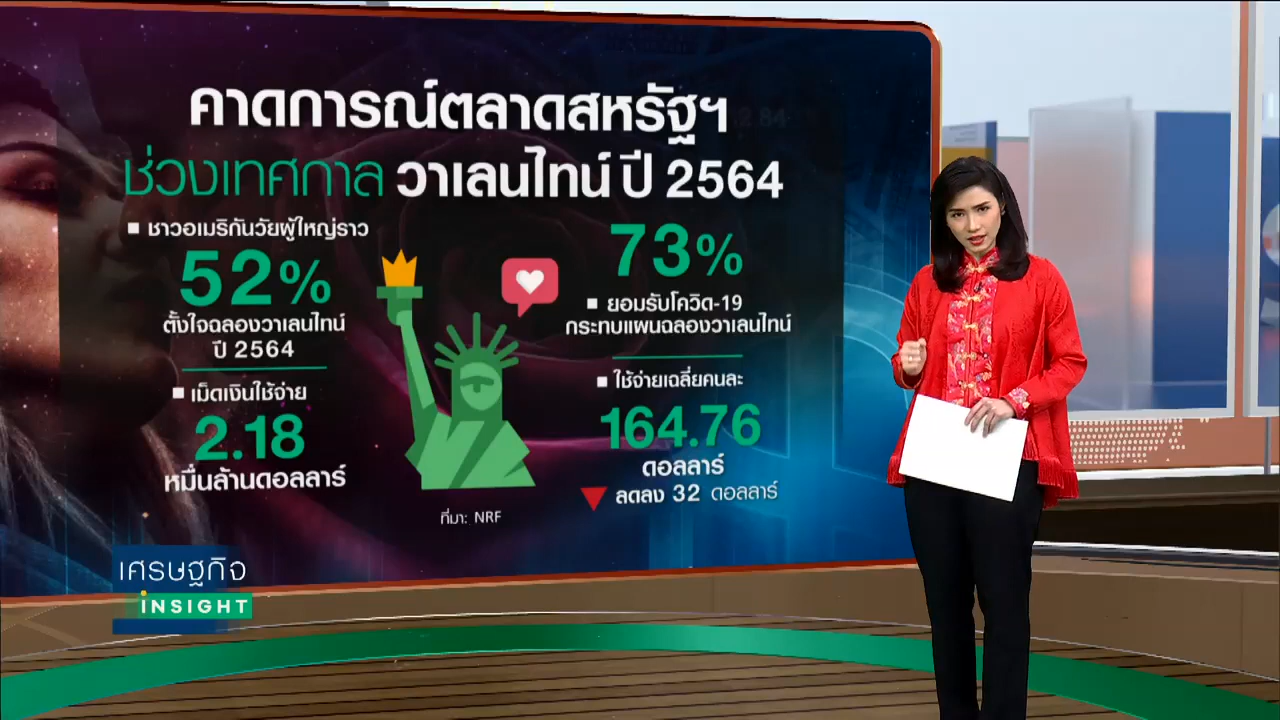 คาดการณ์ตลาดสหรัฐฯ
ช่วงเทศกาล วาเลนไทน์ ปี 2564
▪ ชาวอเมริกันวัยผู้ใหญ่ราว
52%
ตั้งใจฉลองวาเลนไทน์
ปี 2564
▪ เม็ดเงินใช้จ่าย
2.18
หมื่นล้านดอลลาร์
73%
▪ ยอมรับโควิด-19
กระทบแผนฉลองวาเลนไทน์
▪ ใช้จ่ายเฉลี่ยคนละ
164.76
ดอลลาร์
ลดลง 32 ดอลลาร์
ที่มา: NRF
เศรษฐกิจ
INSIGHT